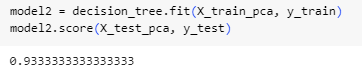 model2 = decision_tree.fit(X_train_pca, y_train)
model2.score(X_test_pca, y_test)
0.9333333333333333